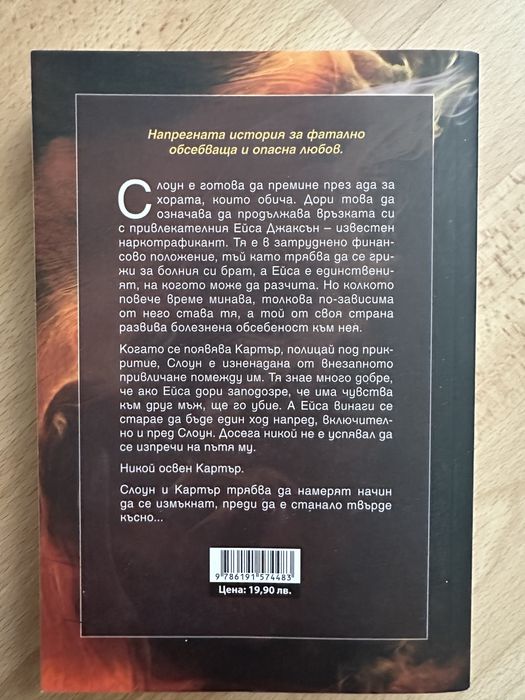 Напрегната история за фатално
обсебваща и опасна любов.
Слоун е готова да премине през ада за
хората, които обича. Дори това да
означава да продължава връзката си
с привлекателния Ейса Джаксън – известен
наркотрафикант. Тя е в затруднено финан-
сово положение, тъй като трябва да се гри-
жи за болния си брат, а Ейса е единствени-
ят, на когото може да разчита. Но колкото
повече време минава, толкова по-зависима
от него става тя, а той от своя страна
развива болезнена обсебеност към нея.
Когато се появява Картър, полицай под прик-
ритие, Слоун е изненадана от внезапното
привличане помежду им. Тя знае много добре,
че ако Ейса дори заподозре, че има чувства
към друг мъж, ще го убие. А Ейса винаги се
старае да бъде един ход напред, включител-
но и пред Слоун. Досега никой не е успявал да
се изпречи на пътя му.
Никой освен Картър.
Слоун и Картър трябва да намерят начин
да се измъкнат, преди да е станало твърде
късно...
9 786191 574483
Цена: 19,90 лв.